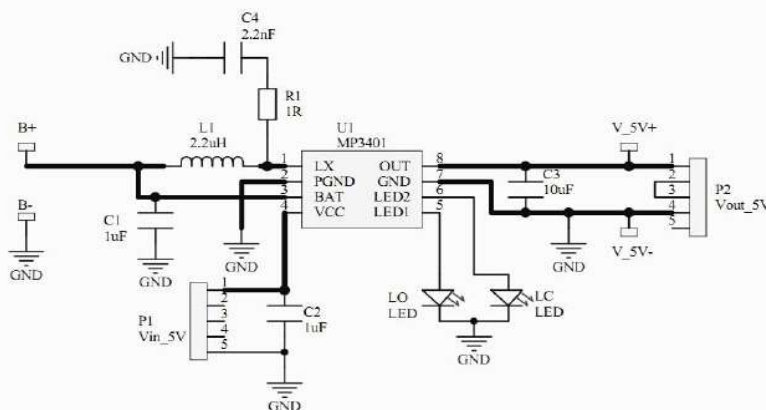 C4
2.2nF
GND
R1
1R
B+
L1
2.2uH
U1
MP3401
V_5V+
1 LX OUT 8
2 PGND GND 7
3 BAT LED2 6
4 VCC LED1 5
C3
10uF
1
2
3
4
5
P2
Vout_5V
B-
C1
1uF
GND
GND
GND
GND
V_5V-
P1
Vin_5V
1
2
3
4
5
C2
1uF
LO
LED
LC
LED
GND
GND